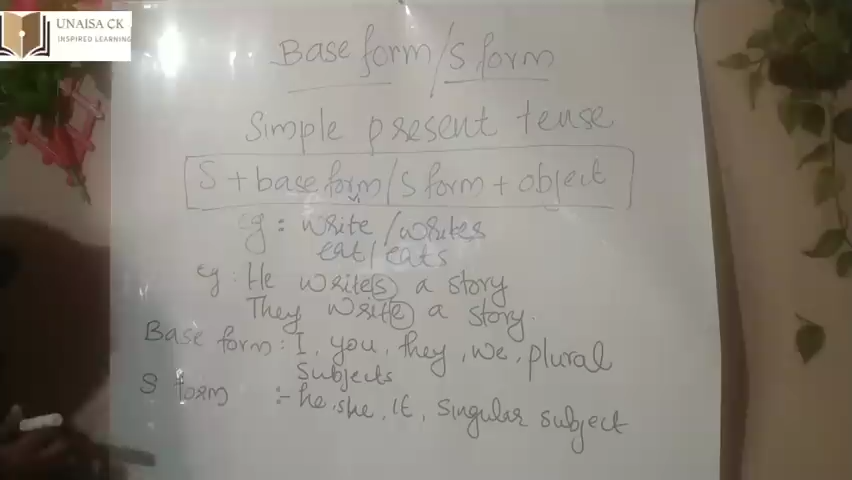 UNAISA CK
INSPIRED LEARNING
Base form/S form
Simple present tense
S + base form/S form + object
eg : write/writes
eat/eats
eg : He write(s) a story
They writ(e) a story.
Base form : I, you, they, we, plural
Subjects
S form :- he, she, it, singular subject